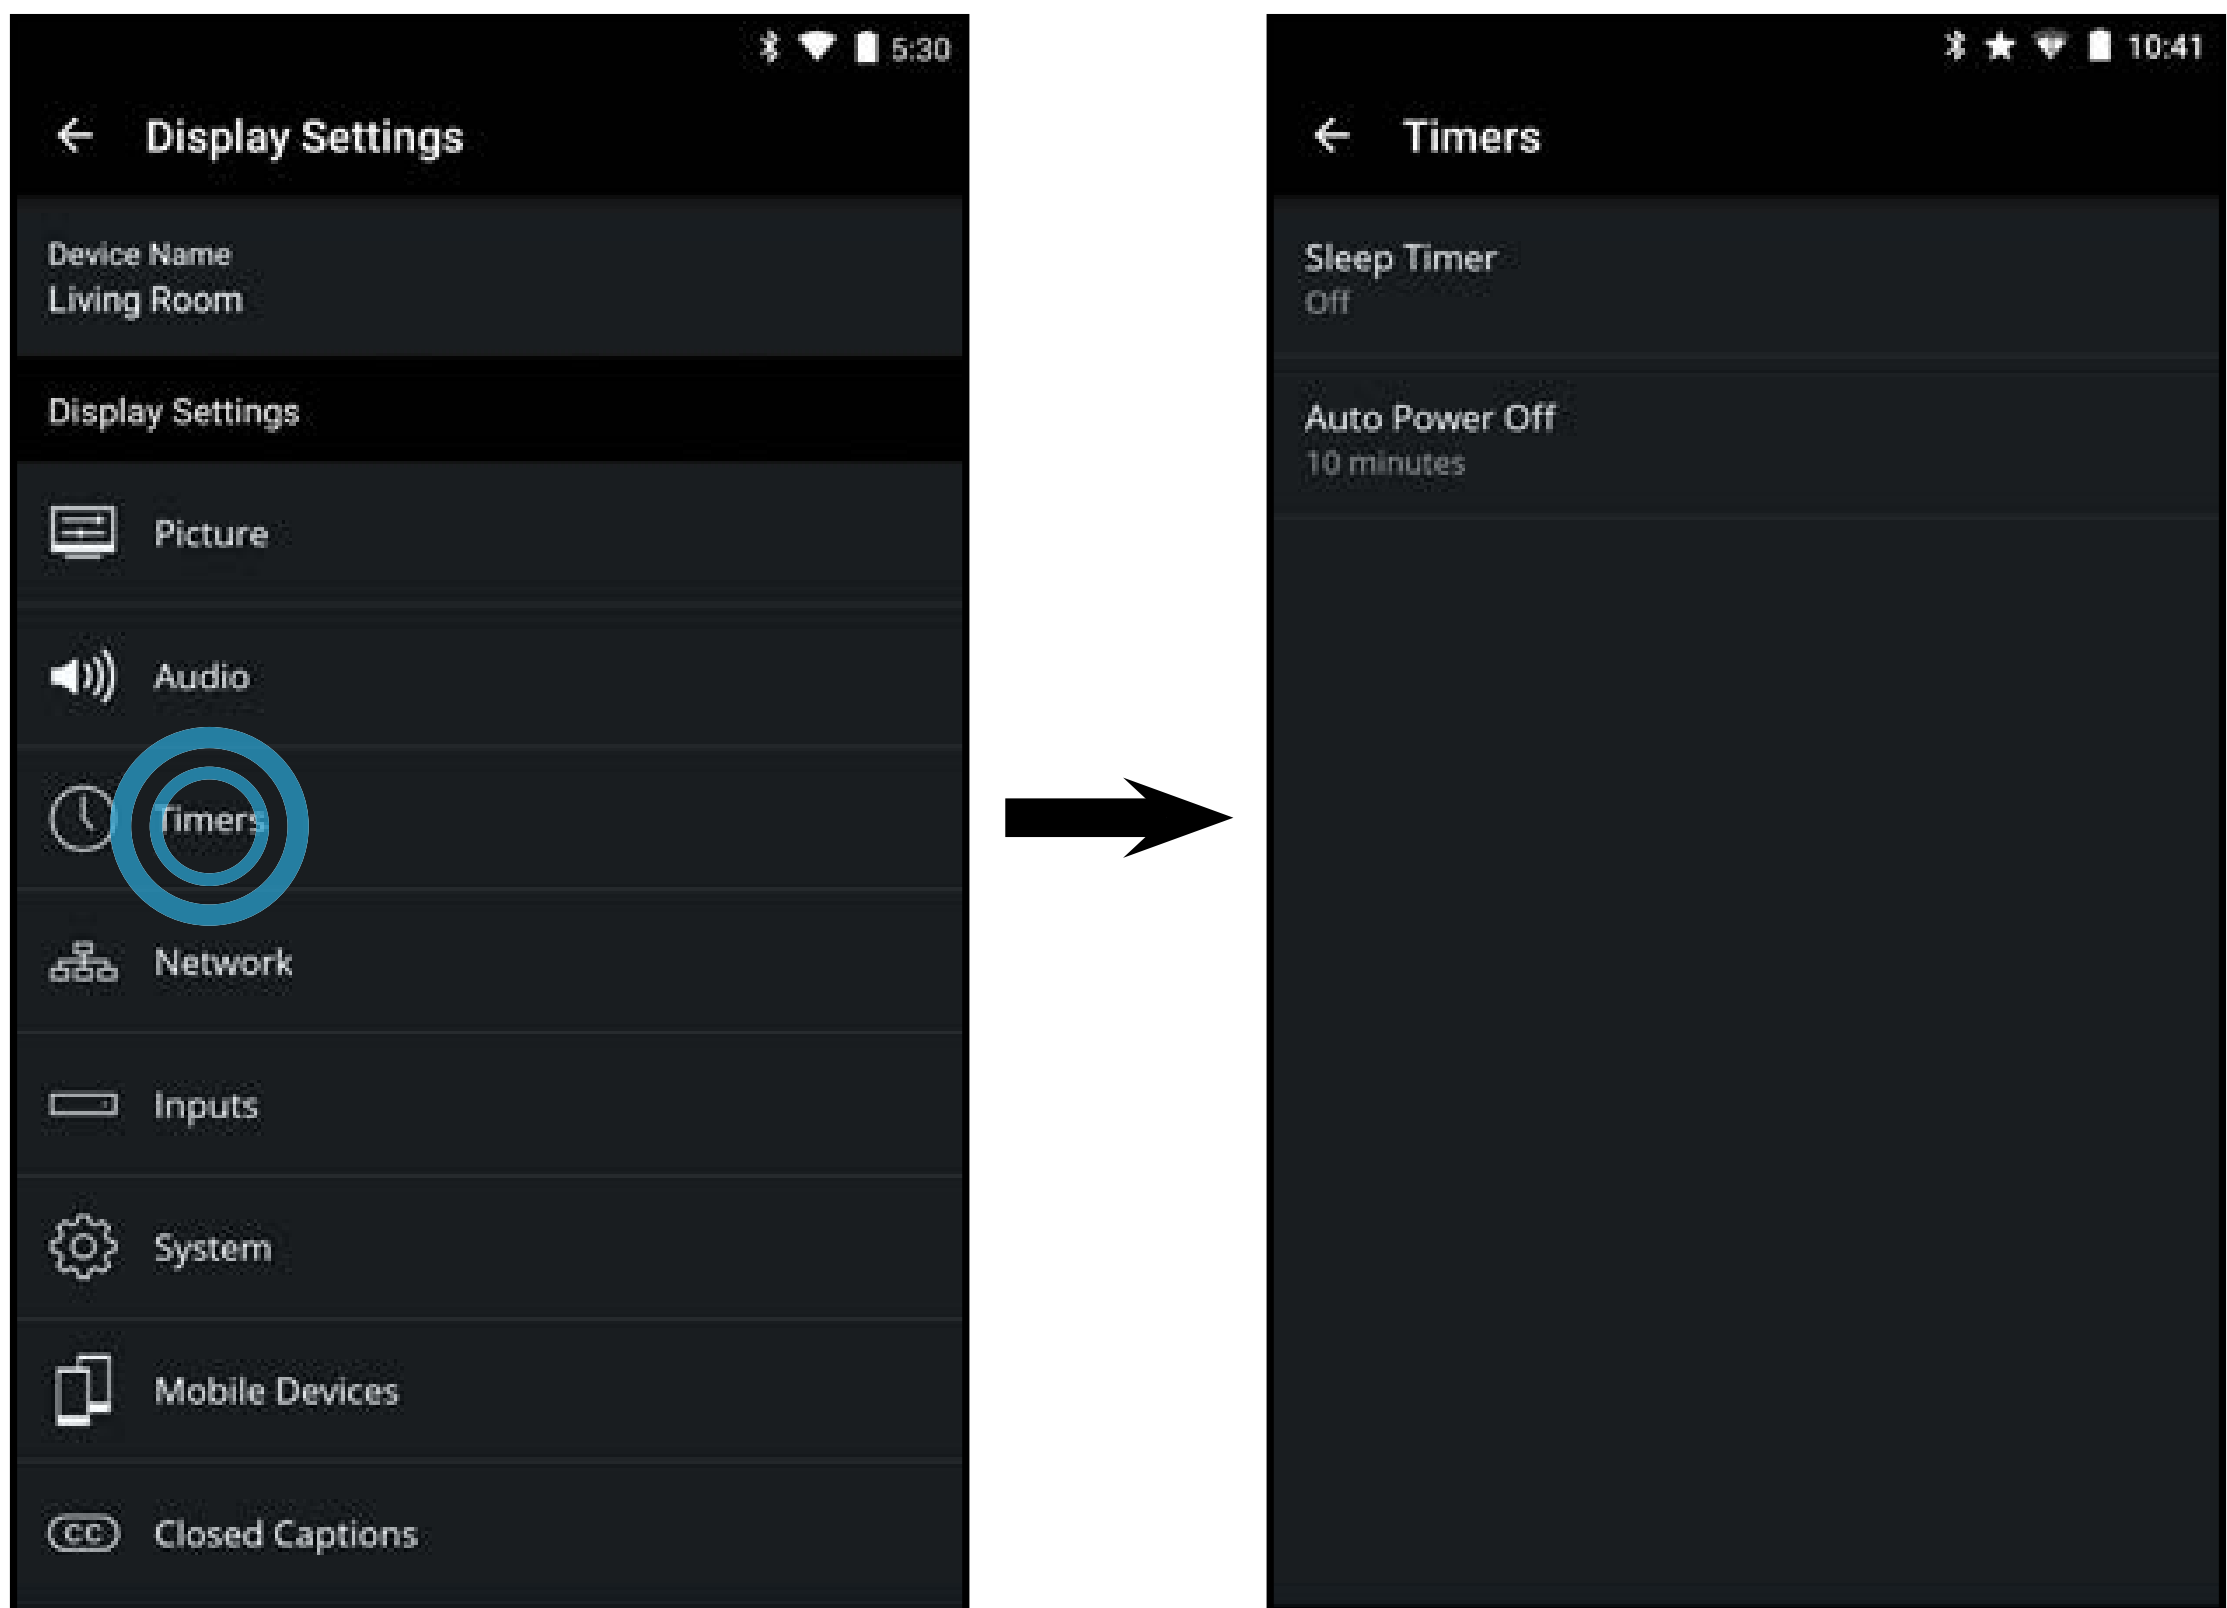 5:30
Display Settings
Device Name
Living Room
Display Settings
Picture
Audio
Timers
Network
Inputs
System
Mobile Devices
CC Closed Captions
10:41
Timers
Sleep Timer
Off
Auto Power Off
10 minutes